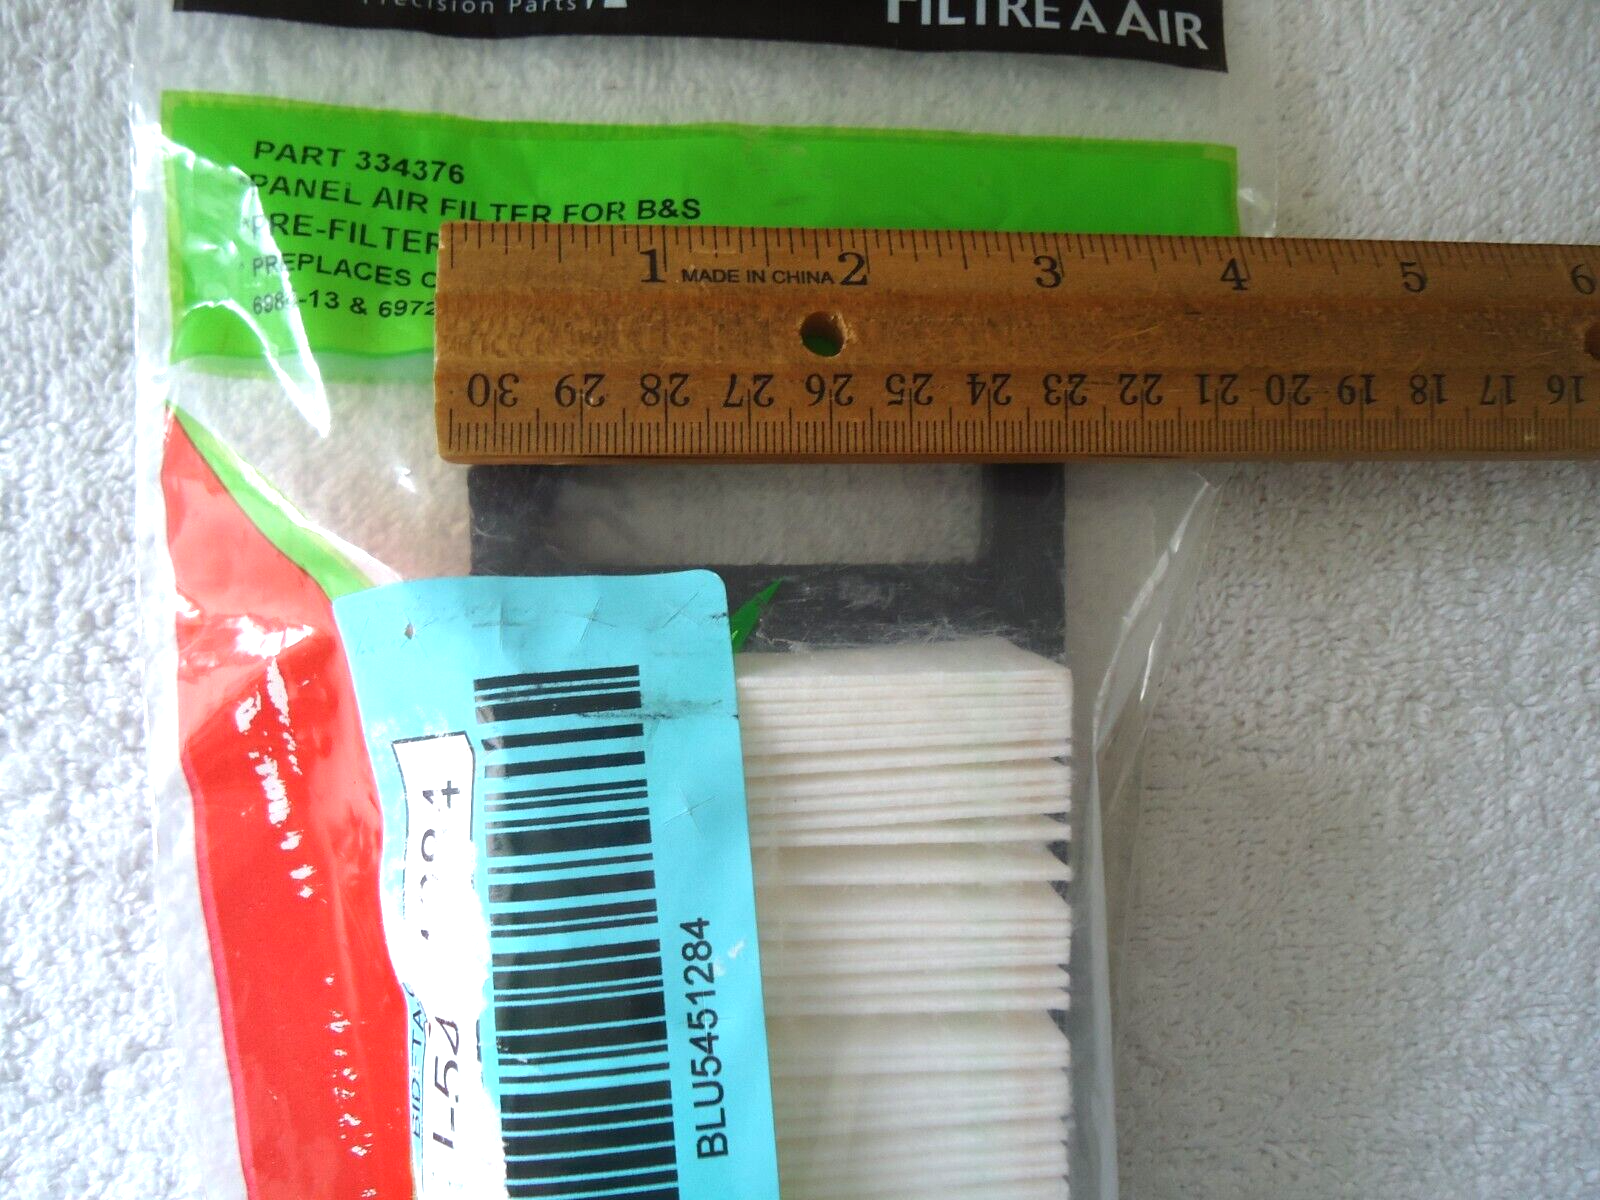 Precision Parts
FILTRE À AIR
PART 334376
*PANEL AIR FILTER FOR B&S
*PRE-FILTER
PREPLACES
& 6972
1 MADE IN CHINA 2 3 4 5 6
30 29 28 27 26 25 24 23 22 21 20 19 18 17 16
BLU5451284